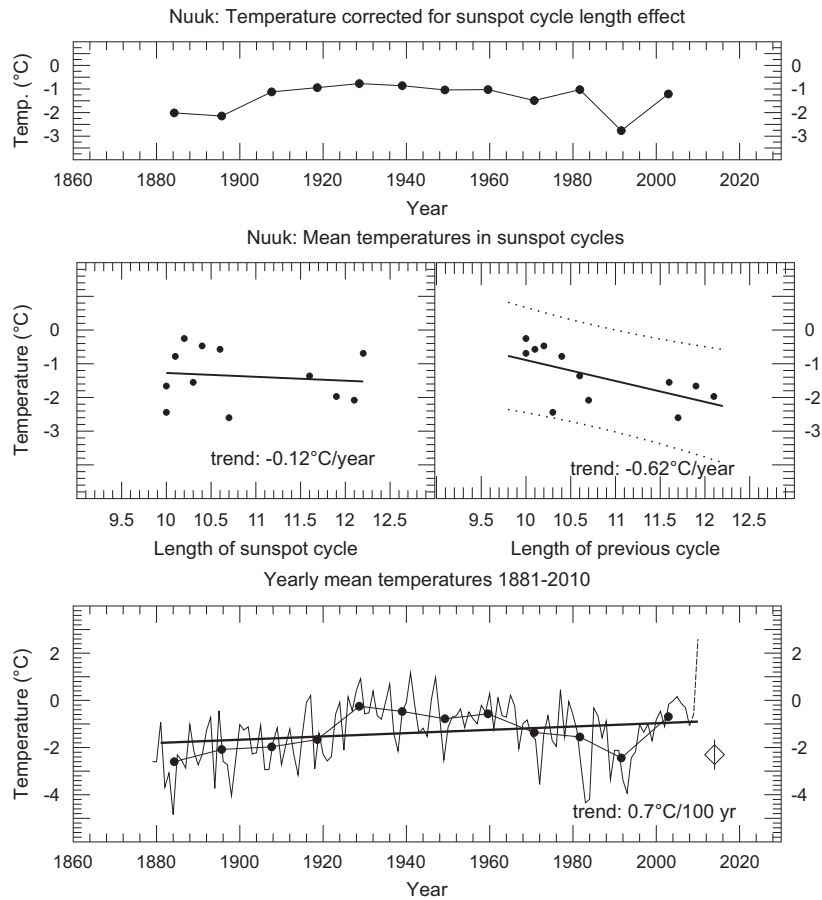 Nuuk: Temperature corrected for sunspot cycle length effect
Temp. (°C)
0 0
-1 -1
-2 -2
-3 -3
1860 1880 1900 1920 1940 1960 1980 2000 2020
Year
Nuuk: Mean temperatures in sunspot cycles
Temperature (°C)
0 0
-1 -1
-2 -2
-3 -3
trend: -0.12°C/year trend: -0.62°C/year
9.5 10 10.5 11 11.5 12 12.5 9.5 10 10.5 11 11.5 12 12.5
Length of sunspot cycle Length of previous cycle
Yearly mean temperatures 1881-2010
Temperature (°C)
2 2
0 0
-2 -2
-4 -4
trend: 0.7°C/100 yr
1860 1880 1900 1920 1940 1960 1980 2000 2020
Year